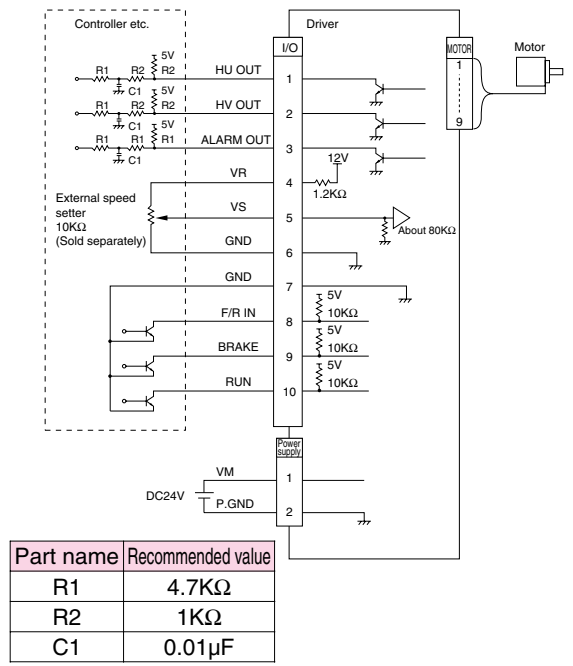 Controller etc.
Driver
I/O
MOTOR
Motor
5V
R1 R2 R2 HU OUT 1
C1
5V
R1 R2 R2 HV OUT 2
C1
5V
R1 R1 R1 ALARM OUT 3
C1
12V
VR 4
1.2KΩ
External speed
setter
10KΩ
(Sold separately)
VS 5
About 80KΩ
GND 6
GND 7
5V
F/R IN 8 10KΩ
5V
BRAKE 9 10KΩ
5V
RUN 10 10KΩ
1
9
Power
supply
VM 1
DC24V
P.GND 2
Part name Recommended value
R1 4.7KΩ
R2 1KΩ
C1 0.01µF